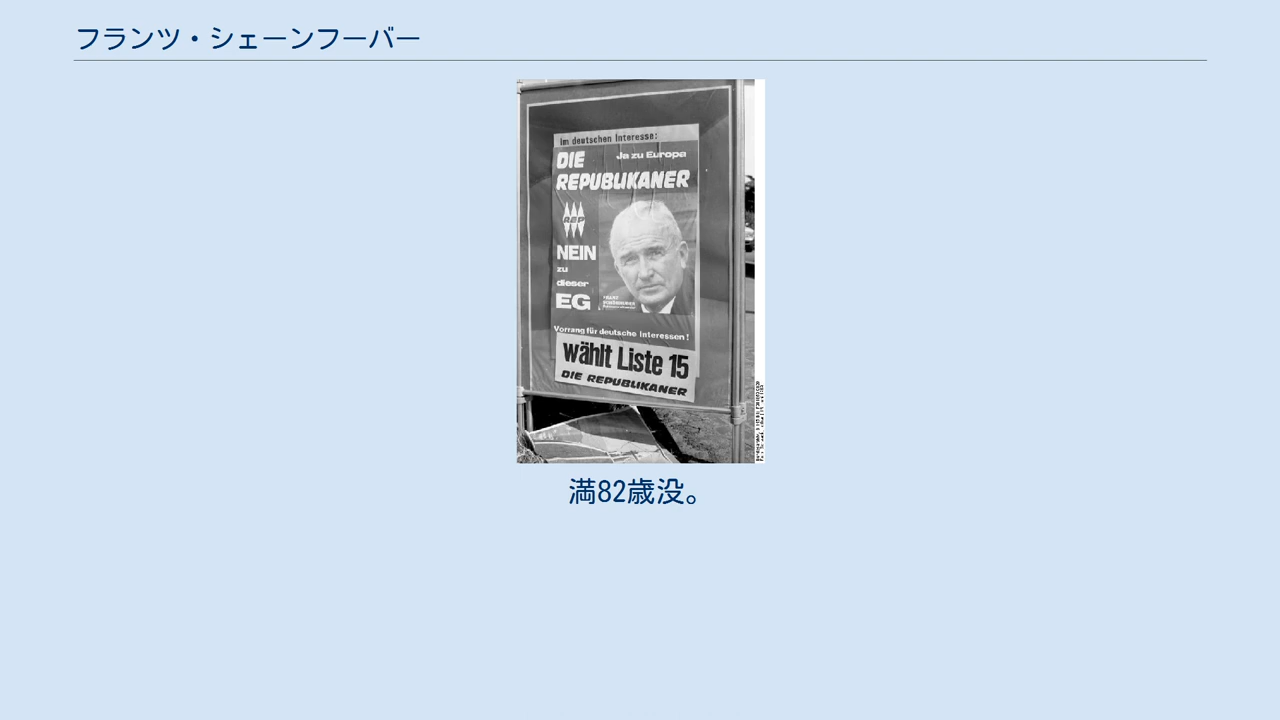 フランツ・シェーンフーバー
im deutschen Interesse:
DIE
Ja zu Europa
REPUBLIKANER
REP
NEIN
zu
dieser
EG
FRANZ
SCHÖNHUBER
Vorrang für deutsche Interessen!
wählt Liste 15
DIE REPUBLIKANER
満82歳没。